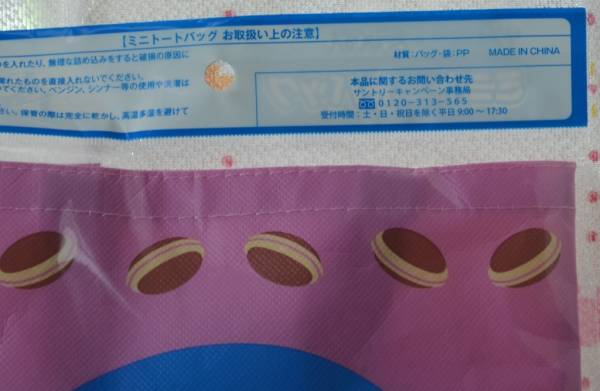 【ミニトートバッグ お取扱い上の注意】
を入れたり、無理な詰め込みをすると破損の原因に
濡れたものを直接入れないでください。
てください。ベンジン、シンナー等の使用や洗濯は
さい。保管の際は完全に乾かし、高温多湿を避けて
材質:バッグ・袋:PP MADE IN CHINA
本品に関するお問い合わせ先
サントリーキャンペーン事務局
0120-313-565
受付時間:土・日・祝日を除く平日 9:00〜17:30